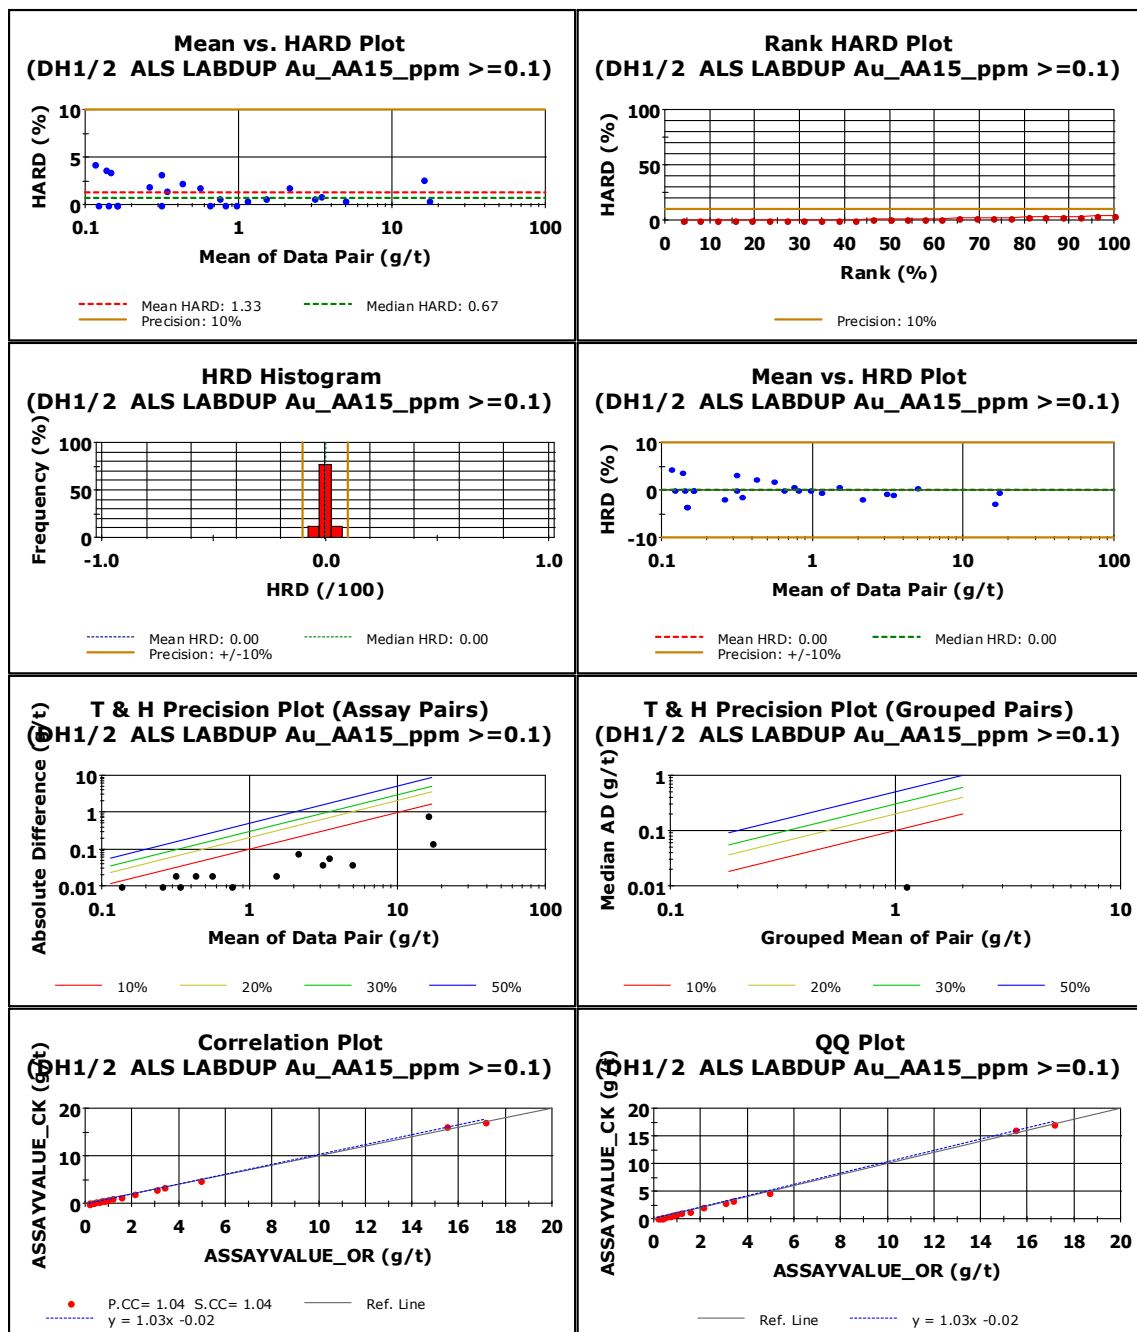 Mean vs. HARD Plot
(DH1/2 ALS LABDUP Au_AA15_ppm >=0.1)
HARD (%)
10
5
0
0.1 1 10 100
Mean of Data Pair (g/t)
Mean HARD: 1.33 Median HARD: 0.67
Precision: 10%
Rank HARD Plot
(DH1/2 ALS LABDUP Au_AA15_ppm >=0.1)
HARD (%)
100
50
0
0 10 20 30 40 50 60 70 80 90 100
Rank (%)
Precision: 10%
HRD Histogram
(DH1/2 ALS LABDUP Au_AA15_ppm >=0.1)
Frequency (%)
100
50
0
-1.0 0.0 1.0
HRD (/100)
Mean HRD: 0.00 Median HRD: 0.00
Precision: +/-10%
Mean vs. HRD Plot
(DH1/2 ALS LABDUP Au_AA15_ppm >=0.1)
HRD (%)
10
0
-10
0.1 1 10 100
Mean of Data Pair (g/t)
Mean HRD: 0.00 Median HRD: 0.00
Precision: +/-10%
T & H Precision Plot (Assay Pairs)
(DH1/2 ALS LABDUP Au_AA15_ppm >=0.1)
Absolute Difference (g/t)
10
1
0.1
0.01
0.1 1 10 100
Mean of Data Pair (g/t)
10% 20% 30% 50%
T & H Precision Plot (Grouped Pairs)
(DH1/2 ALS LABDUP Au_AA15_ppm >=0.1)
Median AD (g/t)
1
0.1
0.01
0.1 1 10
Grouped Mean of Pair (g/t)
10% 20% 30% 50%
Correlation Plot
(DH1/2 ALS LABDUP Au_AA15_ppm >=0.1)
ASSAYVALUE_CK (g/t)
20
10
0
0 2 4 6 8 10 12 14 16 18 20
ASSAYVALUE_OR (g/t)
P.CC= 1.04 S.CC= 1.04 Ref. Line
y = 1.03x -0.02
QQ Plot
(DH1/2 ALS LABDUP Au_AA15_ppm >=0.1)
ASSAYVALUE_CK (g/t)
20
15
10
5
0
0 2 4 6 8 10 12 14 16 18 20
ASSAYVALUE_OR (g/t)
Ref. Line y = 1.03x -0.02